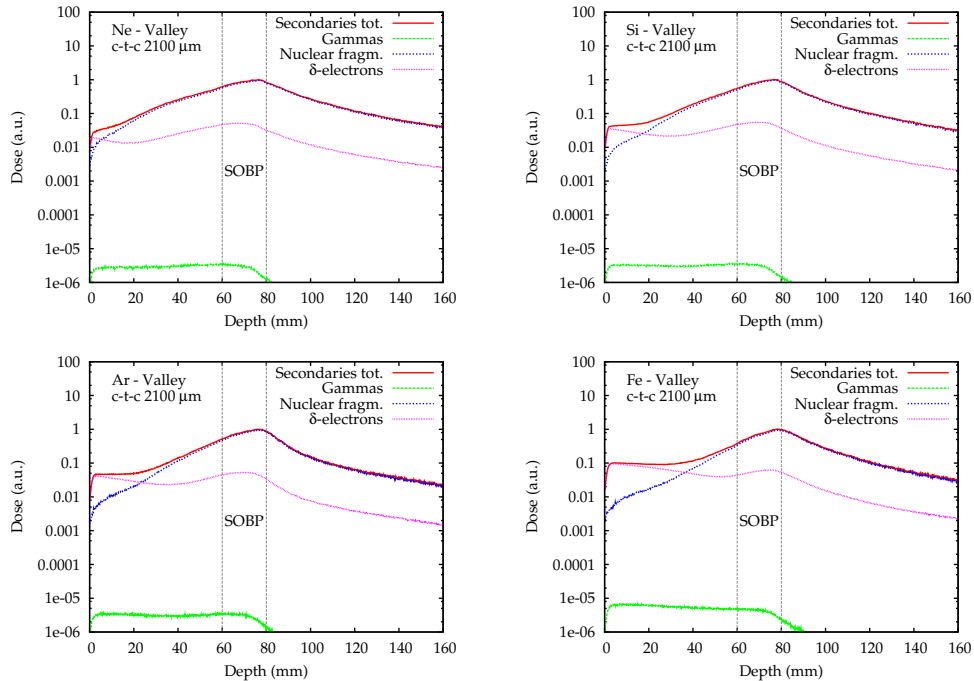 Ne - Valley
c-t-c 2100 µm
Secondaries tot.
Gammas
Nuclear fragm.
δ-electrons
SOBP
100
10
1
0.1
0.01
0.001
0.0001
1e-05
1e-06
0 20 40 60 80 100 120 140 160
Dose (a.u.)
Depth (mm)
Si - Valley
c-t-c 2100 µm
Secondaries tot.
Gammas
Nuclear fragm.
δ-electrons
SOBP
100
10
1
0.1
0.01
0.001
0.0001
1e-05
1e-06
0 20 40 60 80 100 120 140 160
Dose (a.u.)
Depth (mm)
Ar - Valley
c-t-c 2100 µm
Secondaries tot.
Gammas
Nuclear fragm.
δ-electrons
SOBP
100
10
1
0.1
0.01
0.001
0.0001
1e-05
1e-06
0 20 40 60 80 100 120 140 160
Dose (a.u.)
Depth (mm)
Fe - Valley
c-t-c 2100 µm
Secondaries tot.
Gammas
Nuclear fragm.
δ-electrons
SOBP
100
10
1
0.1
0.01
0.001
0.0001
1e-05
1e-06
0 20 40 60 80 100 120 140 160
Dose (a.u.)
Depth (mm)